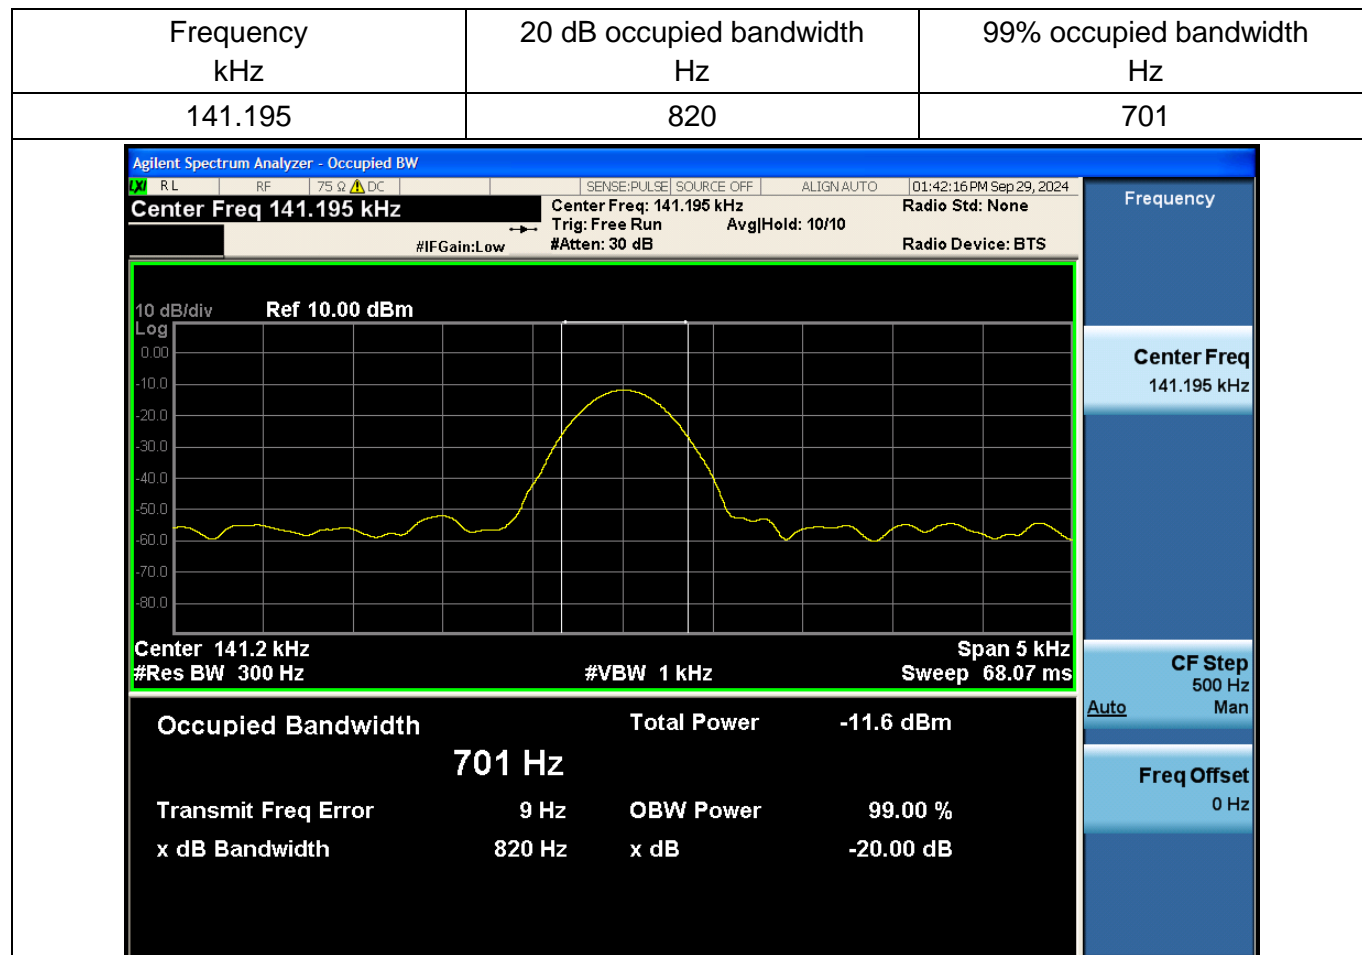 Frequency
kHz
20 dB occupied bandwidth
Hz
99% occupied bandwidth
Hz
141.195
820
701
Agilent Spectrum Analyzer - Occupied BW
LXI RL RF 75 Ω DC SENSE:PULSE SOURCE OFF ALIGN AUTO 01:42:16 PM Sep 29, 2024
Center Freq 141.195 kHz
Center Freq: 141.195 kHz
Radio Std: None
Trig: Free Run Avg|Hold: 10/10
#IFGain:Low
#Atten: 30 dB
Radio Device: BTS
10 dB/div Ref 10.00 dBm
Log
0.00
-10.0
-20.0
-30.0
-40.0
-50.0
-60.0
-70.0
-80.0
Center 141.2 kHz Span 5 kHz
#Res BW 300 Hz #VBW 1 kHz Sweep 68.07 ms
Occupied Bandwidth Total Power -11.6 dBm
701 Hz
Transmit Freq Error 9 Hz OBW Power 99.00 %
x dB Bandwidth 820 Hz x dB -20.00 dB
Frequency
Center Freq
141.195 kHz
CF Step
500 Hz
Auto Man
Freq Offset
0 Hz